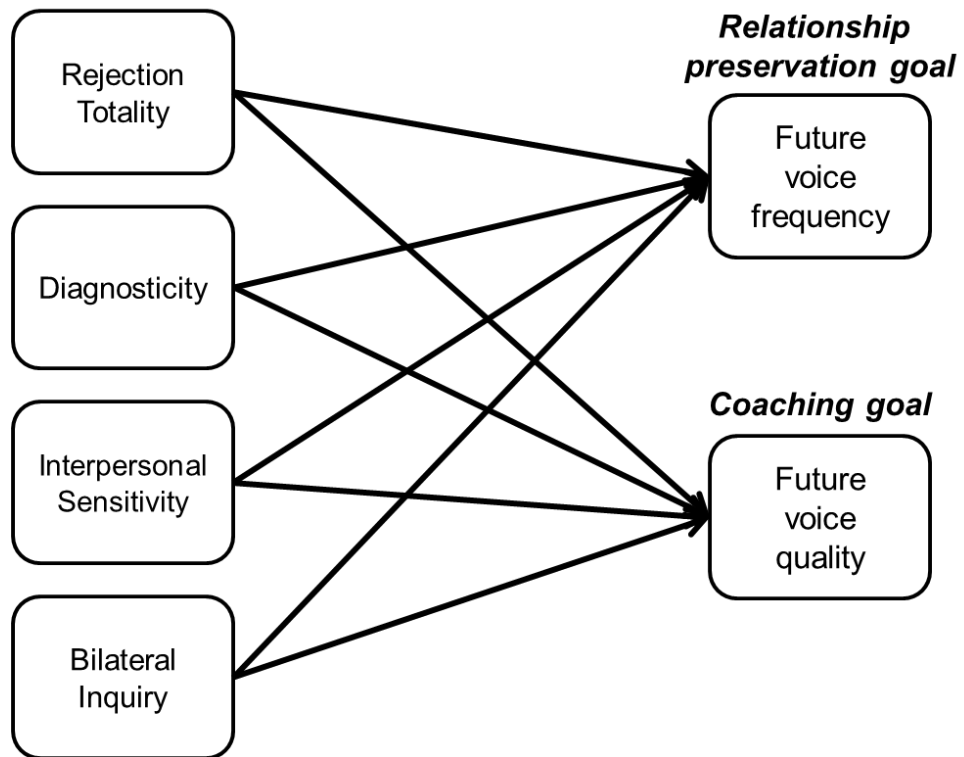 Rejection
Totality
Diagnosticity
Interpersonal
Sensitivity
Bilateral
Inquiry
Relationship
preservation goal
Future
voice
frequency
Coaching goal
Future
voice
quality